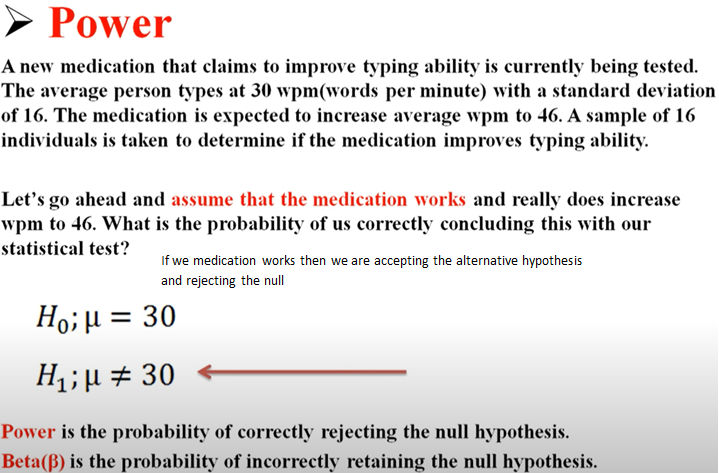 ➤ Power
A new medication that claims to improve typing ability is currently being tested.
The average person types at 30 wpm(words per minute) with a standard deviation
of 16. The medication is expected to increase average wpm to 46. A sample of 16
individuals is taken to determine if the medication improves typing ability.
Let's go ahead and assume that the medication works and really does increase
wpm to 46. What is the probability of us correctly concluding this with our
statistical test?
If we medication works then we are accepting the alternative hypothesis
and rejecting the null
H₀; μ = 30
H₁; μ ≠ 30
Power is the probability of correctly rejecting the null hypothesis.
Beta(β) is the probability of incorrectly retaining the null hypothesis.